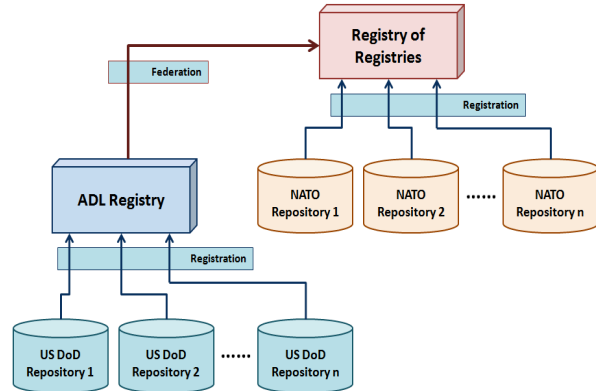 Registry of
Registries
Federation
Registration
NATO
Repository 1
NATO
Repository 2
......
NATO
Repository n
ADL Registry
Registration
US DoD
Repository 1
US DoD
Repository 2
......
US DoD
Repository n